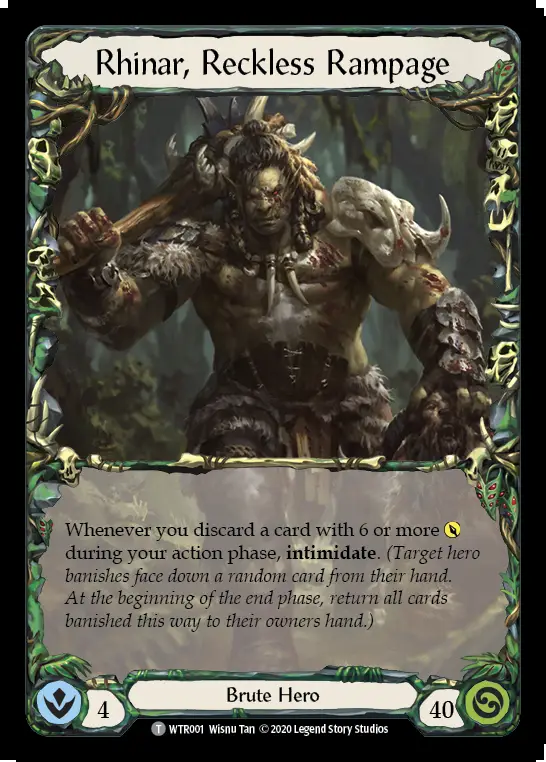 Rhinar, Reckless Rampage
Whenever you discard a card with 6 or more
during your action phase, intimidate. (Target hero
banishes face down a random card from their hand.
At the beginning of the end phase, return all cards
banished this way to their owners hand.)
Brute Hero
4
40
T WTR001 Wisnu Tan © 2020 Legend Story Studios